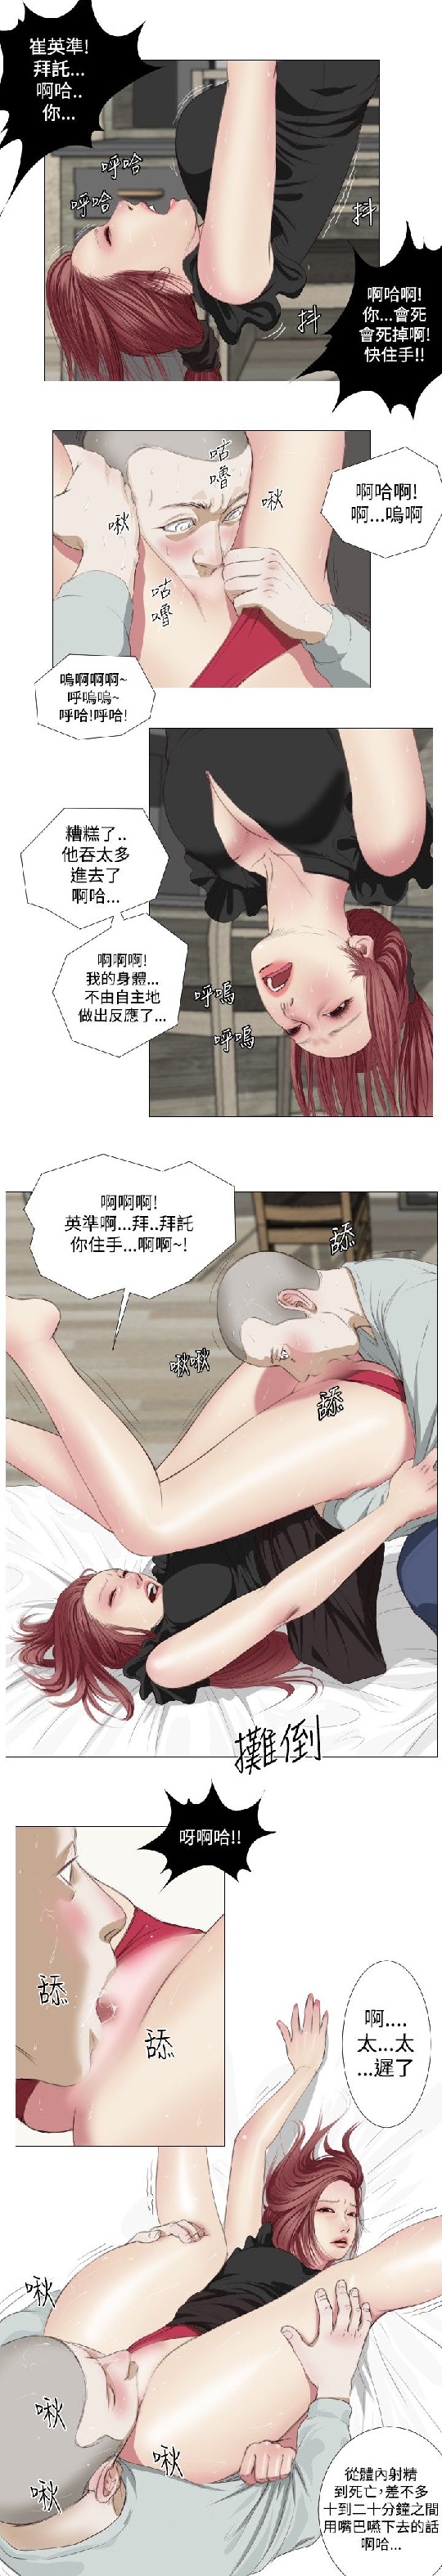 崔英準!
拜託...
啊哈..
你...
呼哈
呼哈
抖
抖
啊哈啊!
你...會死
會死掉啊!
快住手!!
咕嚕
啾
啾
咕嚕
啊哈啊!
啊...嗚啊
嗚啊啊啊~
呼嗚嗚~
呼哈!呼哈!
糟糕了..
他吞太多
進去了
啊哈...
啊啊啊!
我的身體...
不由自主地
做出反應了...
呼嗚
呼嗚
啊啊啊!
英準啊...拜..拜託
你住手...啊啊~!
舔
啾啾
舔
攤倒
呀啊哈!!
舔
舔
啊....
太...太
...遲了
啾
啾
啾
啾
從體內射精
到死亡,差不多
十到二十分鐘之間
用嘴巴嚥下去的話
啊哈...